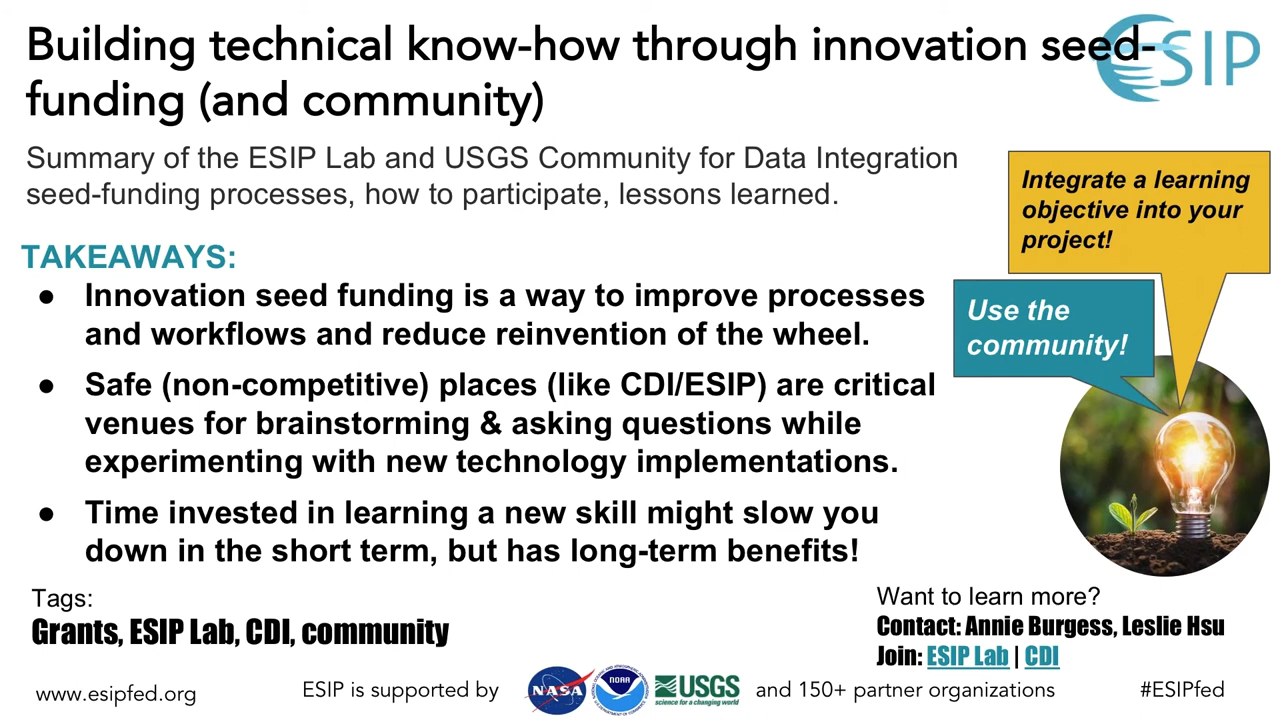 Building technical know-how through innovation seed-
funding (and community)
ESIP
Summary of the ESIP Lab and USGS Community for Data Integration
seed-funding processes, how to participate, lessons learned.
Integrate a learning
objective into your
project!
Use the
community!
TAKEAWAYS:
● Innovation seed funding is a way to improve processes
and workflows and reduce reinvention of the wheel.
● Safe (non-competitive) places (like CDI/ESIP) are critical
venues for brainstorming & asking questions while
experimenting with new technology implementations.
● Time invested in learning a new skill might slow you
down in the short term, but has long-term benefits!
Tags:
Grants, ESIP Lab, CDI, community
Want to learn more?
Contact: Annie Burgess, Leslie Hsu
Join: ESIP Lab | CDI
www.esipfed.org
ESIP is supported by
NASA
NOAA
USGS
science for a changing world
and 150+ partner organizations
#ESIPfed